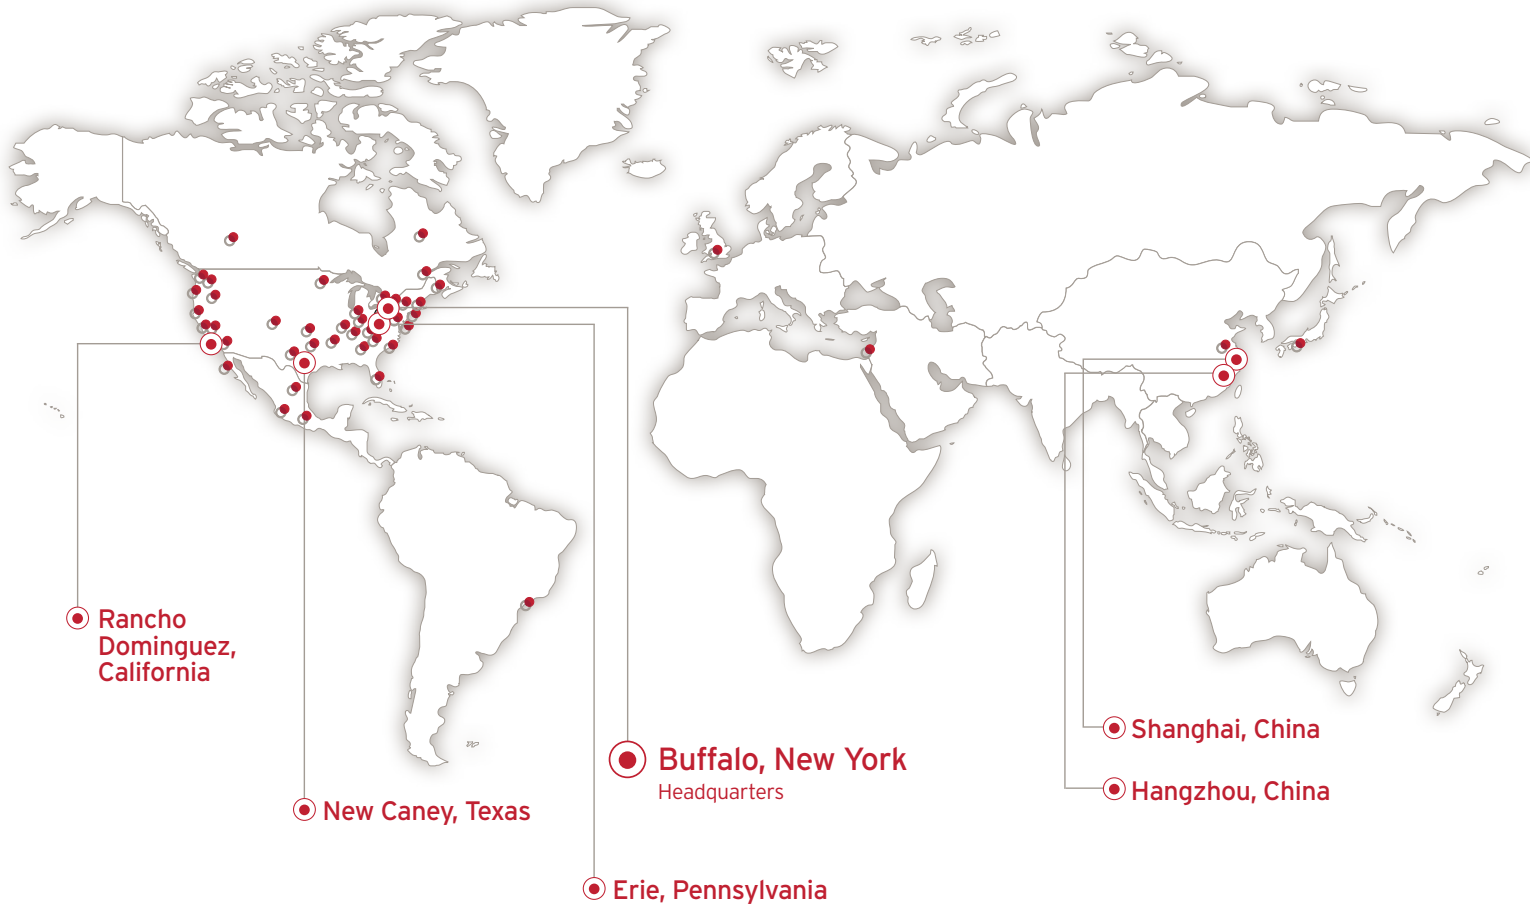 Rancho
Dominguez,
California
Buffalo, New York
Headquarters
New Caney, Texas
Erie, Pennsylvania
Shanghai, China
Hangzhou, China